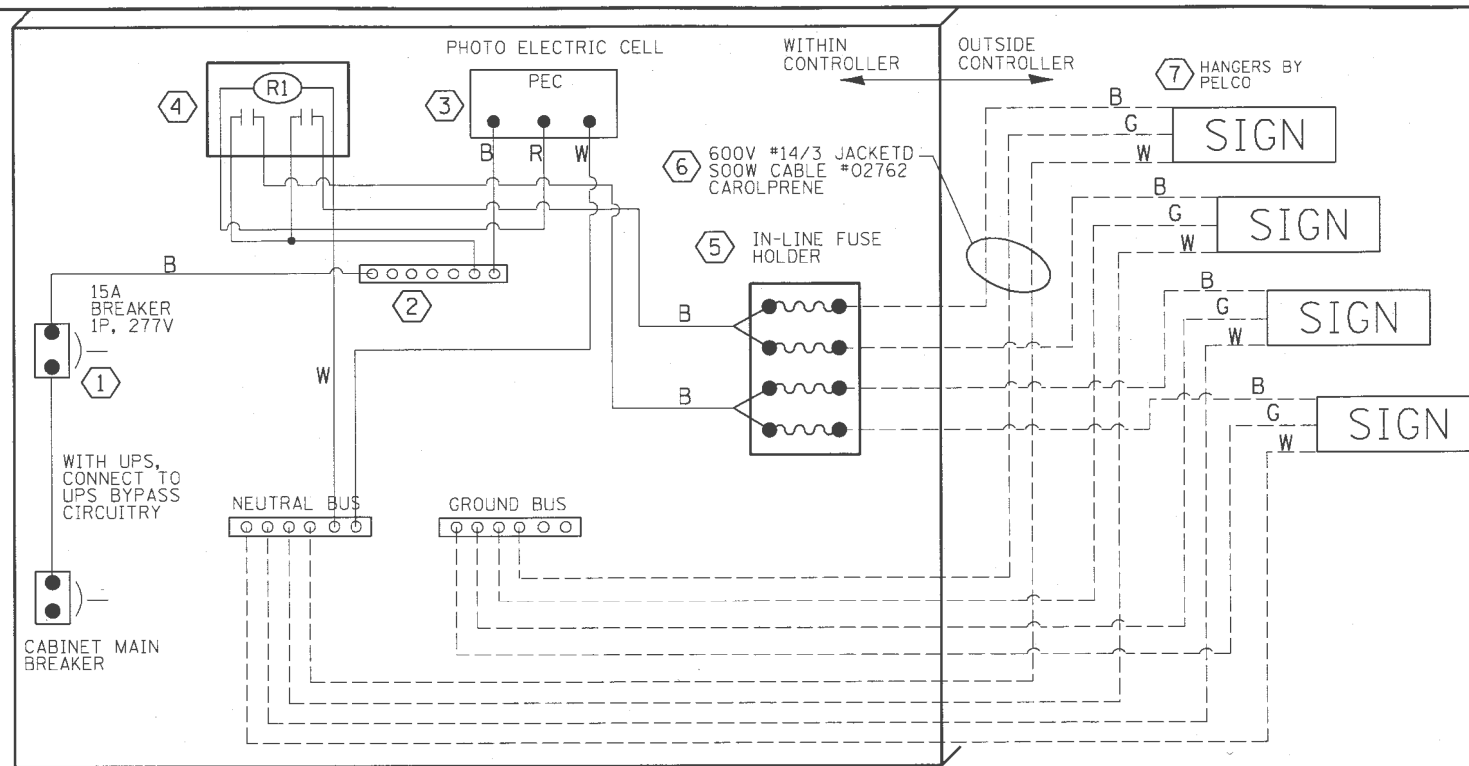 PHOTO ELECTRIC CELL
WITHIN
CONTROLLER
OUTSIDE
CONTROLLER
7
HANGERS BY
PELCO
4
R1
3
PEC
B
R
W
6
600V #14/3 JACKETD
SOOW CABLE #02762
CAROLPRENE
B
G
W
SIGN
B
G
W
SIGN
5
IN-LINE FUSE
HOLDER
B
2
15A
BREAKER
1P, 277V
1
B
B
W
B
G
W
SIGN
B
G
W
SIGN
WITH UPS,
CONNECT TO
UPS BYPASS
CIRCUITRY
NEUTRAL BUS
GROUND BUS
CABINET MAIN
BREAKER